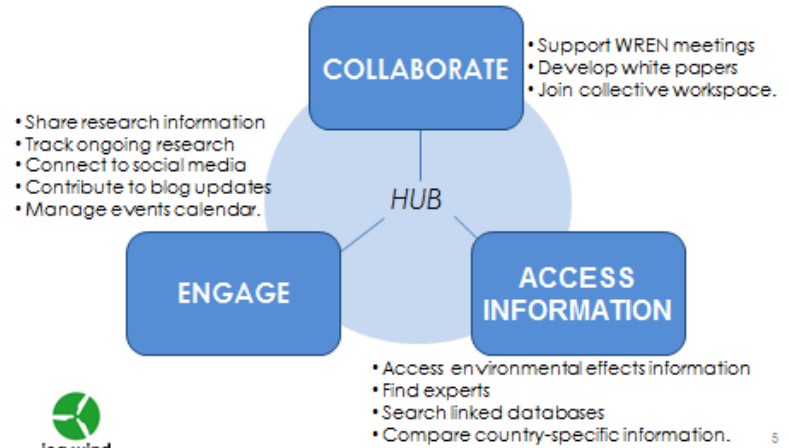 COLLABORATE
• Support WREN meetings
• Develop white papers
• Join collective workspace.
• Share research information
• Track ongoing research
• Connect to social media
• Contribute to blog updates
• Manage events calendar.
HUB
ENGAGE
ACCESS
INFORMATION
• Access environmental effects information
• Find experts
• Search linked databases
• Compare country-specific information.
iea wind
5